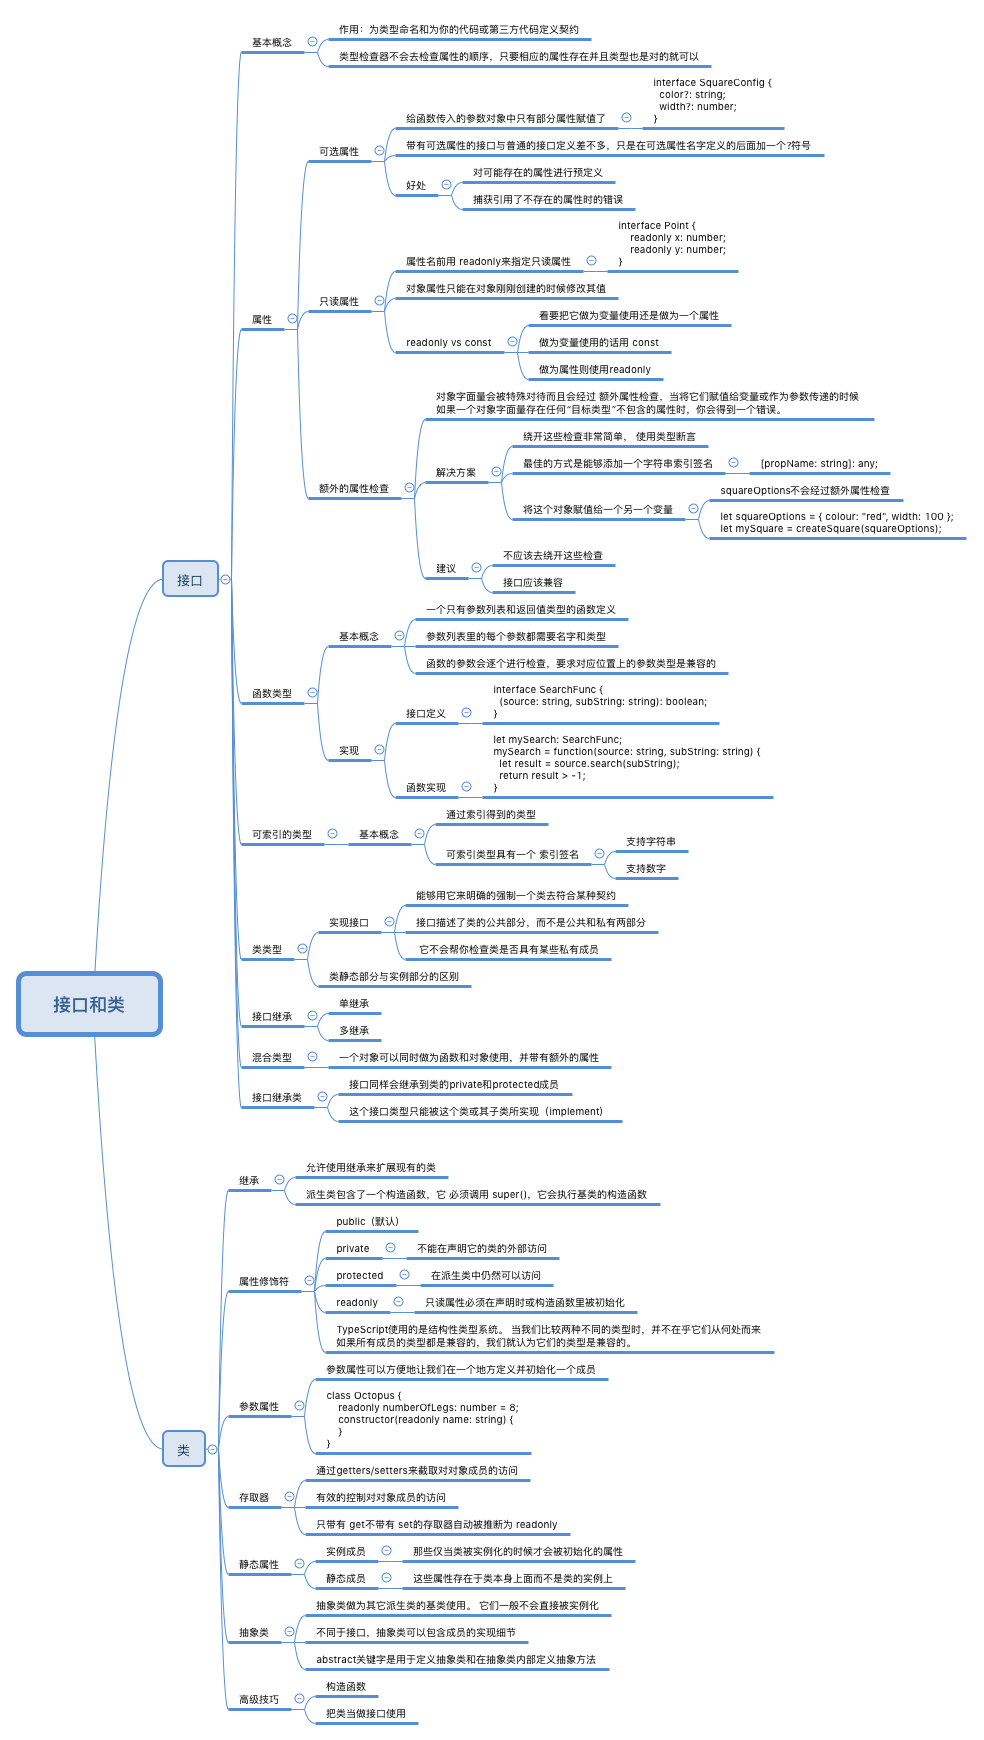 接口和类
接口
基本概念
作用：为类型命名和为你的代码或第三方代码定义契约
类型检查器不会去检查属性的顺序，只要相应的属性存在并且类型也是对的就可以
属性
可选属性
给函数传入的参数对象中只有部分属性赋值了
interface SquareConfig {
color?: string;
width?: number;
}
带有可选属性的接口与普通的接口定义差不多，只是在可选属性名字定义的后面加一个?符号
好处
对可能存在的属性进行预定义
捕获引用了不存在的属性时的错误
只读属性
属性名前用 readonly来指定只读属性
interface Point {
readonly x: number;
readonly y: number;
}
对象属性只能在对象刚刚创建的时候修改其值
readonly vs const
看要把它做为变量使用还是做为一个属性
做为变量使用的话用 const
做为属性则使用readonly
额外的属性检查
对象字面量会被特殊对待而且会经过 额外属性检查，当将它们赋值给变量或作为参数传递的时候
如果一个对象字面量存在任何“目标类型”不包含的属性时，你会得到一个错误。
解决方案
绕开这些检查非常简单， 使用类型断言
最佳的方式是能够添加一个字符串索引签名
[propName: string]: any;
将这个对象赋值给一个另一个变量
squareOptions不会经过额外属性检查
let squareOptions = { colour: "red", width: 100 };
let mySquare = createSquare(squareOptions);
建议
不应该去绕开这些检查
接口应该兼容
函数类型
基本概念
一个只有参数列表和返回值类型的函数定义
参数列表里的每个参数都需要名字和类型
函数的参数会逐个进行检查，要求对应位置上的参数类型是兼容的
实现
接口定义
interface SearchFunc {
(source: string, subString: string): boolean;
}
函数实现
let mySearch: SearchFunc;
mySearch = function(source: string, subString: string) {
let result = source.search(subString);
return result > -1;
}
可索引的类型
基本概念
通过索引得到的类型
可索引类型具有一个 索引签名
支持字符串
支持数字
类类型
实现接口
能够用它来明确的强制一个类去符合某种契约
接口描述了类的公共部分，而不是公共和私有两部分
它不会帮你检查类是否具有某些私有成员
类静态部分与实例部分的区别
接口继承
单继承
多继承
混合类型
一个对象可以同时做为函数和对象使用，并带有额外的属性
接口继承类
接口同样会继承到类的private和protected成员
这个接口类型只能被这个类或其子类所实现（implement）
类
继承
允许使用继承来扩展现有的类
派生类包含了一个构造函数，它 必须调用 super()，它会执行基类的构造函数
属性修饰符
public（默认）
private
不能在声明它的类的外部访问
protected
在派生类中仍然可以访问
readonly
只读属性必须在声明时或构造函数里被初始化
TypeScript使用的是结构性类型系统。 当我们比较两种不同的类型时，并不在乎它们从何处而来
如果所有成员的类型都是兼容的，我们就认为它们的类型是兼容的。
参数属性
参数属性可以方便地让我们在一个地方定义并初始化一个成员
class Octopus {
readonly numberOfLegs: number = 8;
constructor(readonly name: string) {
}
}
存取器
通过getters/setters来截取对对象成员的访问
有效的控制对对象成员的访问
只带有 get不带有 set的存取器自动被推断为 readonly
静态属性
实例成员
那些仅当类被实例化的时候才会被初始化的属性
静态成员
这些属性存在于类本身上面而不是类的实例上
抽象类
抽象类做为其它派生类的基类使用。 它们一般不会直接被实例化
不同于接口，抽象类可以包含成员的实现细节
abstract关键字是用于定义抽象类和在抽象类内部定义抽象方法
高级技巧
构造函数
把类当做接口使用